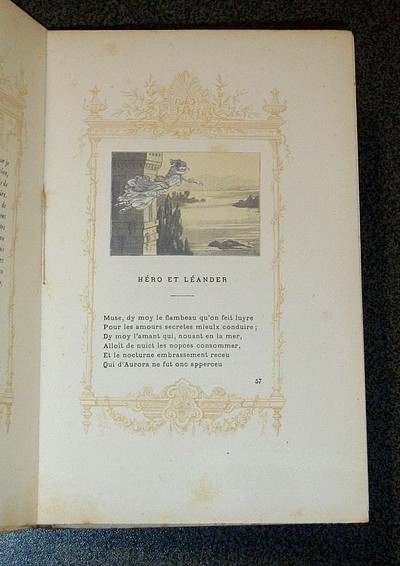 HÉRO ET LÉANDER
Muse, dy moy le flambeau qu'on feit luyre
Pour les amours secretes mieulx conduire ;
Dy moy l'amant qui, nouant en la mer,
Alloit de nuict les nopces consommer,
Et le nocturne embrassement receu
Qui d'Aurora ne fut onc apperceu
57